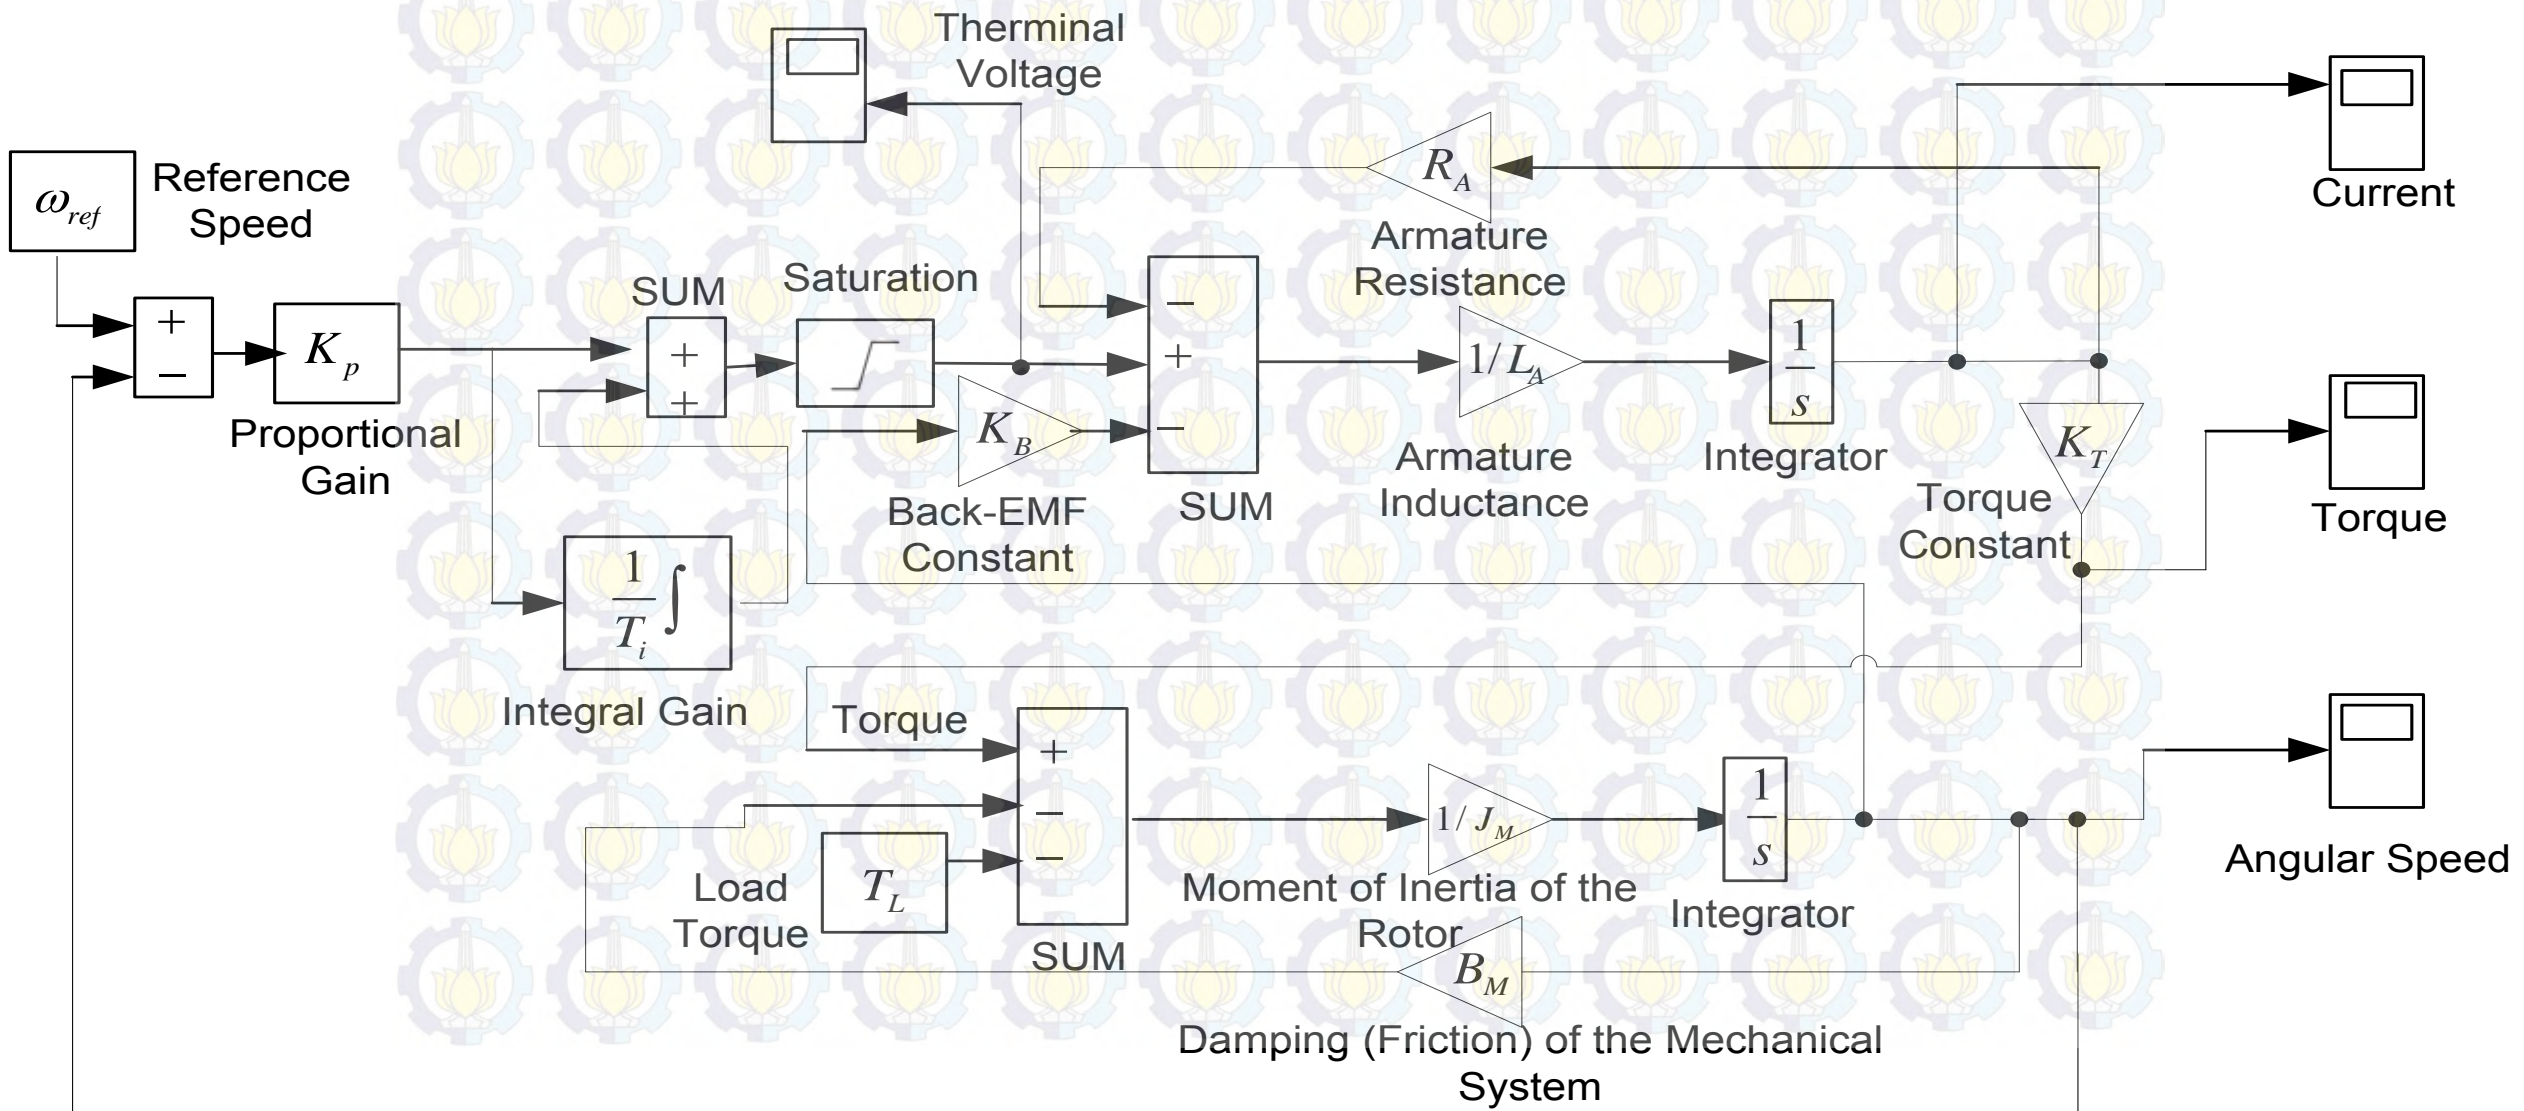 Therminal
Voltage
ω_ref
Reference
Speed
R_A
Armature
Resistance
Current
+
−
K_p
Proportional
Gain
SUM
+
+
Saturation
−
+
−
SUM
K_B
Back-EMF
Constant
1/L_A
Armature
Inductance
1
s
Integrator
K_T
Torque
Constant
Torque
1
T_i ∫
Integral Gain
Torque
+
−
−
SUM
Load
Torque
T_L
1/J_M
Moment of Inertia of the
Rotor
1
s
Integrator
Angular Speed
B_M
Damping (Friction) of the Mechanical
System